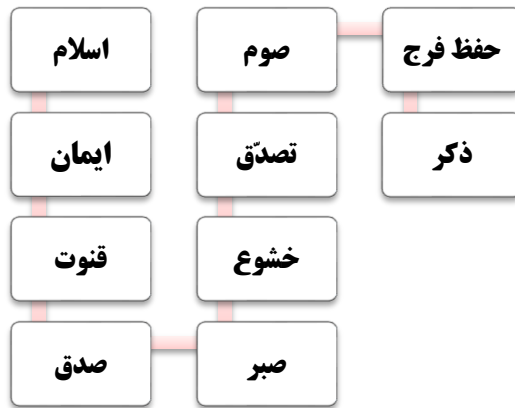 اسلام
ایمان
قنوت
صدق
صبر
خشوع
تصدّق
صوم
حفظ فرج
ذکر